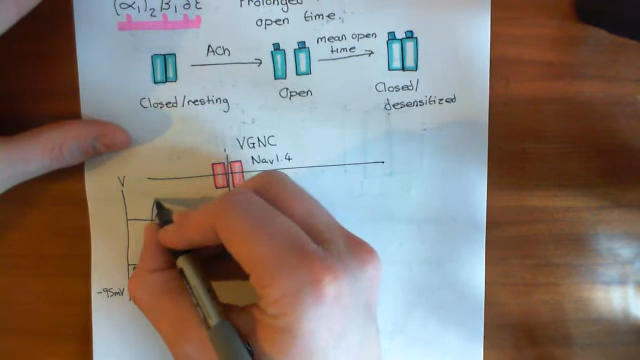 (α₁)₂β₁δε
Prolonged
open time.
ACh
mean open
time
Closed/resting
Open
Closed/
desensitized
VGNC
Nav1.4
V
-95mV